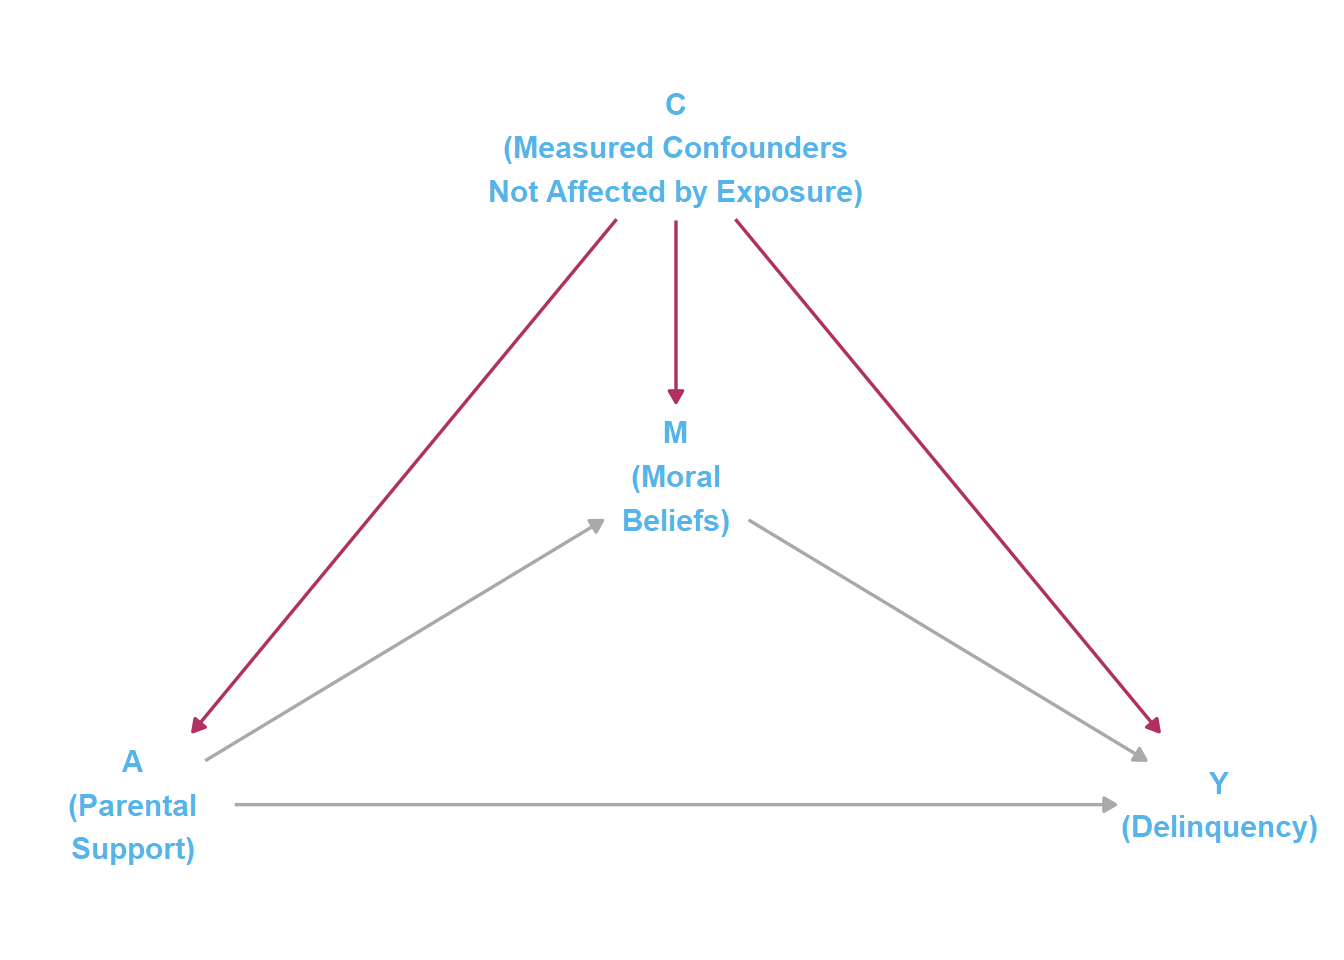 C
(Measured Confounders
Not Affected by Exposure)
M
(Moral
Beliefs)
A
(Parental
Support)
Y
(Delinquency)